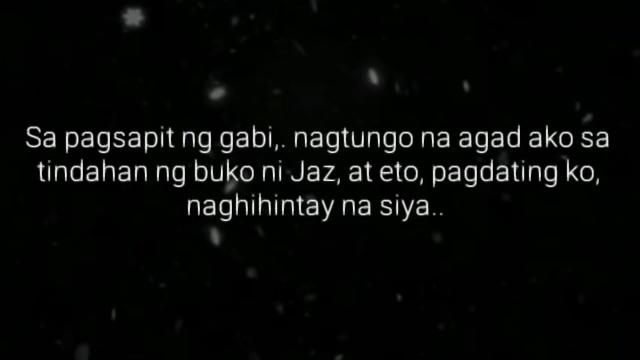 Sa pagsapit ng gabi,. nagtungo na agad ako sa
tindahan ng buko ni Jaz, at eto, pagdating ko,
naghihintay na siya..